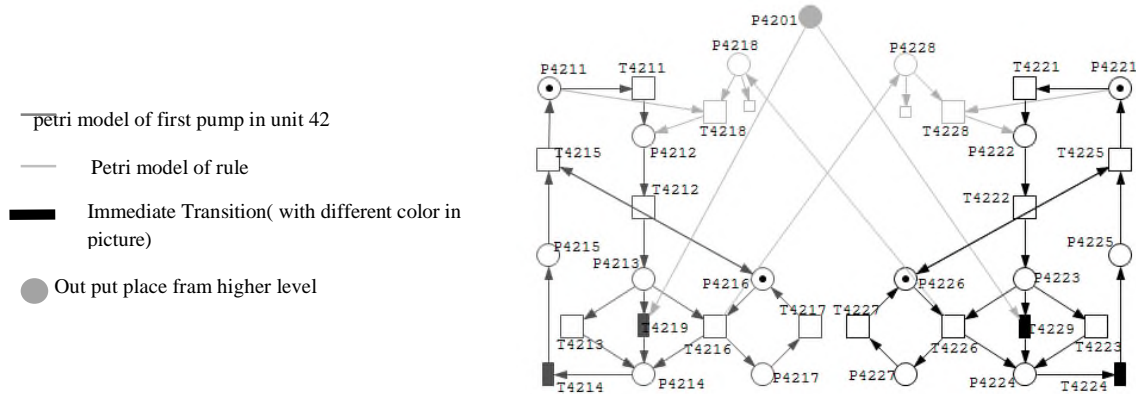 petri model of first pump in unit 42
Petri model of rule
Immediate Transition( with different color in
picture)
Out put place fram higher level
P4201
P4218
P4228
P4211
T4211
T4221
P4221
T4218
T4228
P4212
P4222
T4215
T4225
T4212
T4222
P4215
P4225
P4213
P4216
P4226
P4223
T4217
T4227
T4213
T4219
T4216
T4226
T4229
T4223
T4214
P4214
P4217
P4227
P4224
T4224